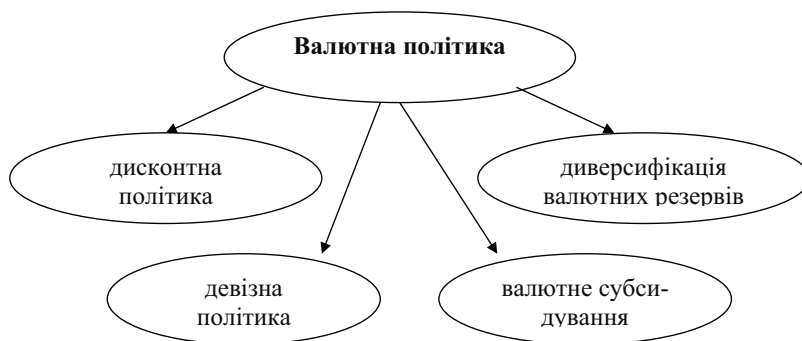 Валютна політика
дисконтна
політика
диверсифікація
валютних резервів
девізна
політика
валютне субси-
дування